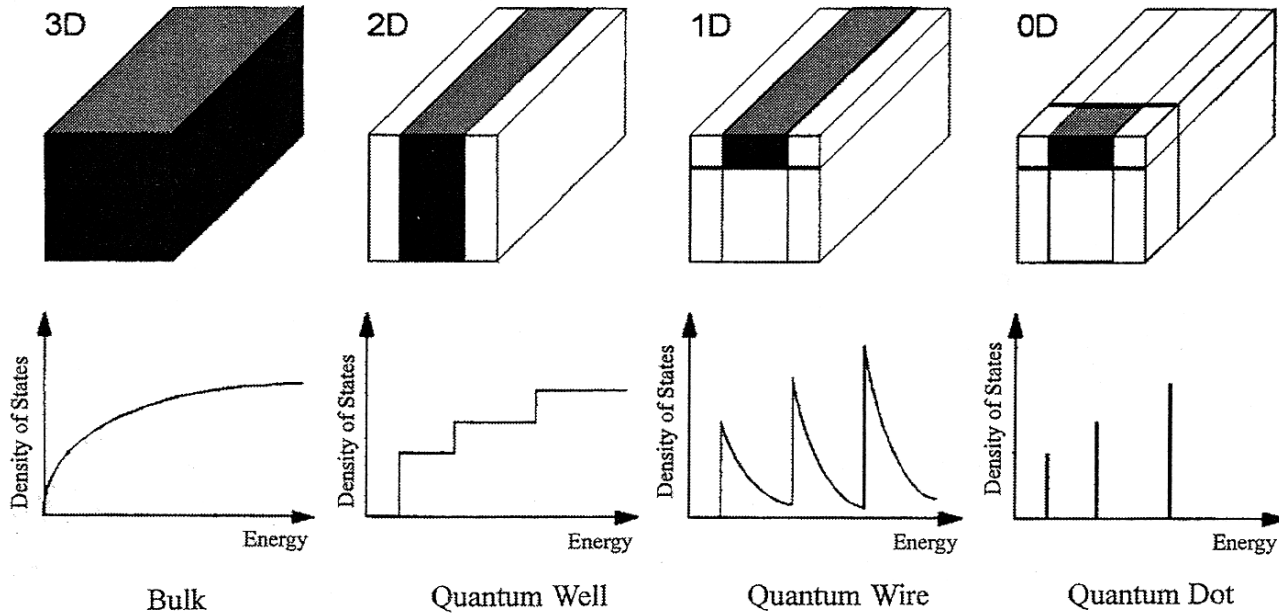 3D
2D
1D
0D
Density of States
Energy
Density of States
Energy
Density of States
Energy
Density of States
Energy
Bulk
Quantum Well
Quantum Wire
Quantum Dot